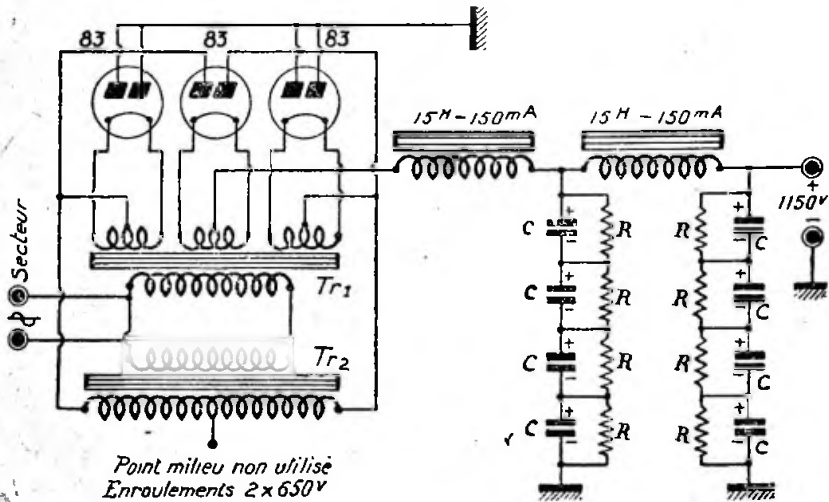 83 83 83
15H-150mA 15H-150mA
+
1150V
-
Secteur
Tr1
Tr2
+ C - R R + C -
+ C - R R + C -
+ C - R R + C -
+ C - R R + C -
Point milieu non utilisé
Enroulements 2x650V